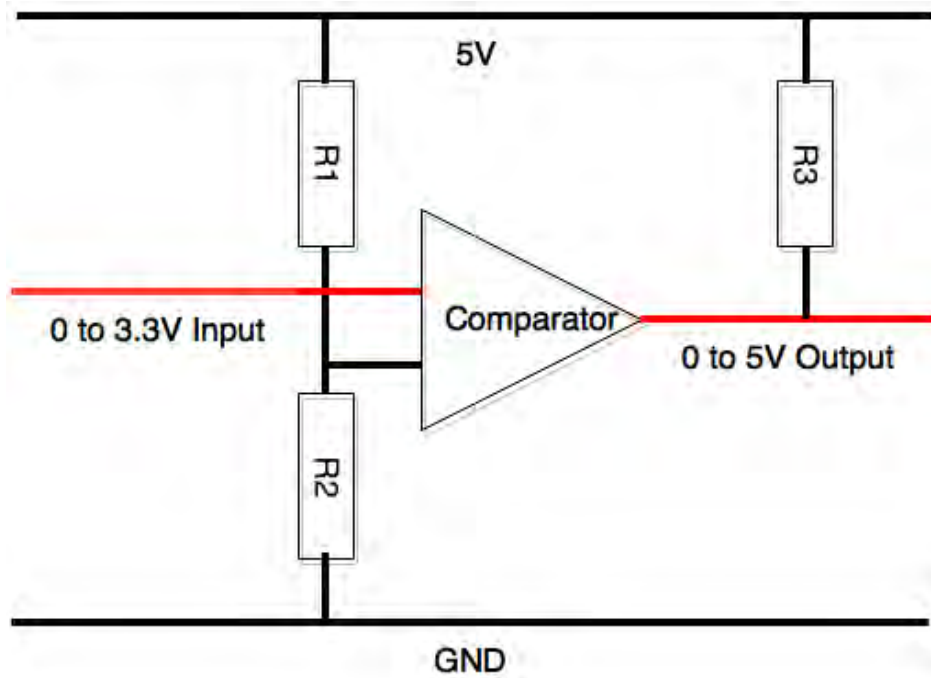 5V
R1
R3
Comparator
0 to 3.3V Input
0 to 5V Output
R2
GND